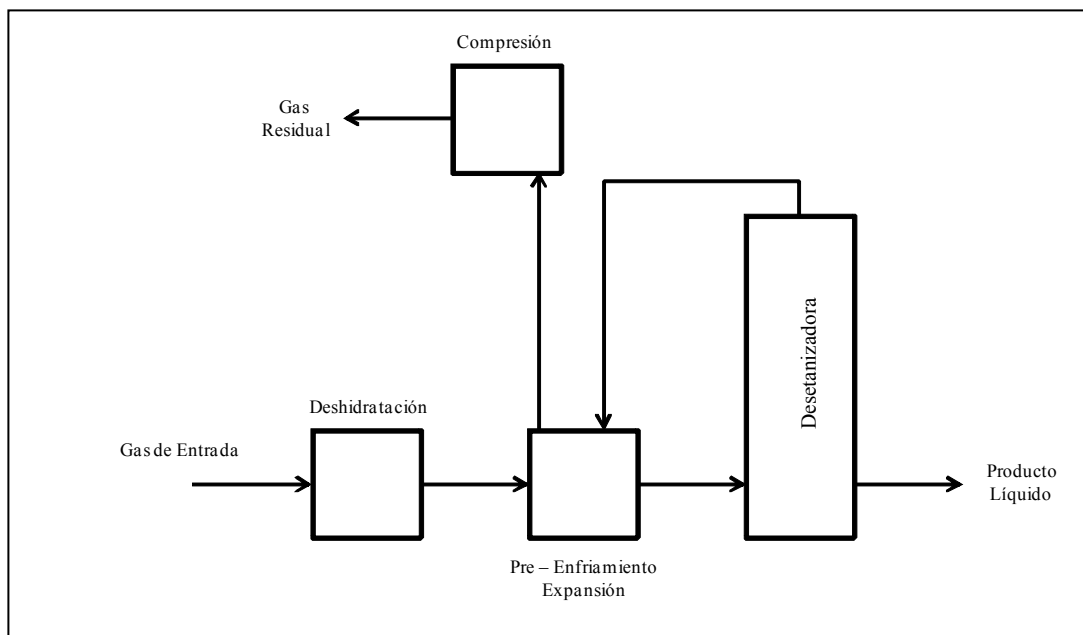 Compresión
Gas
Residual
Desetanizadora
Deshidratación
Gas de Entrada
Producto
Líquido
Pre – Enfriamiento
Expansión